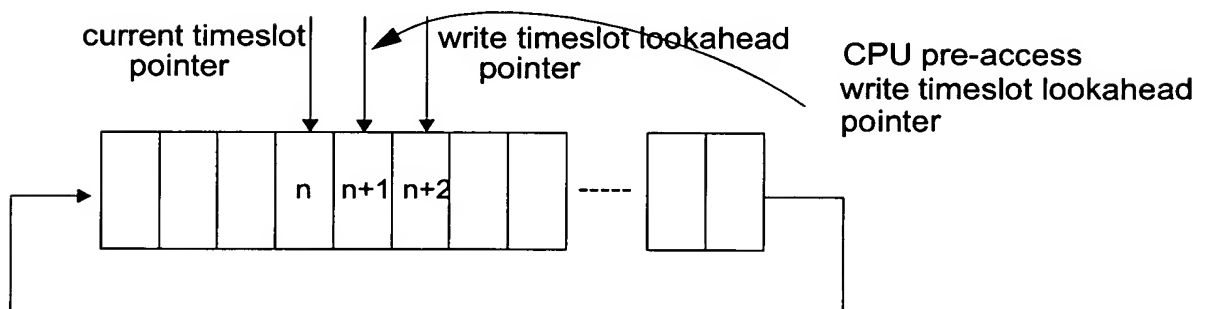 current timeslot
pointer
write timeslot lookahead
pointer
CPU pre-access
write timeslot lookahead
pointer
n n+1 n+2